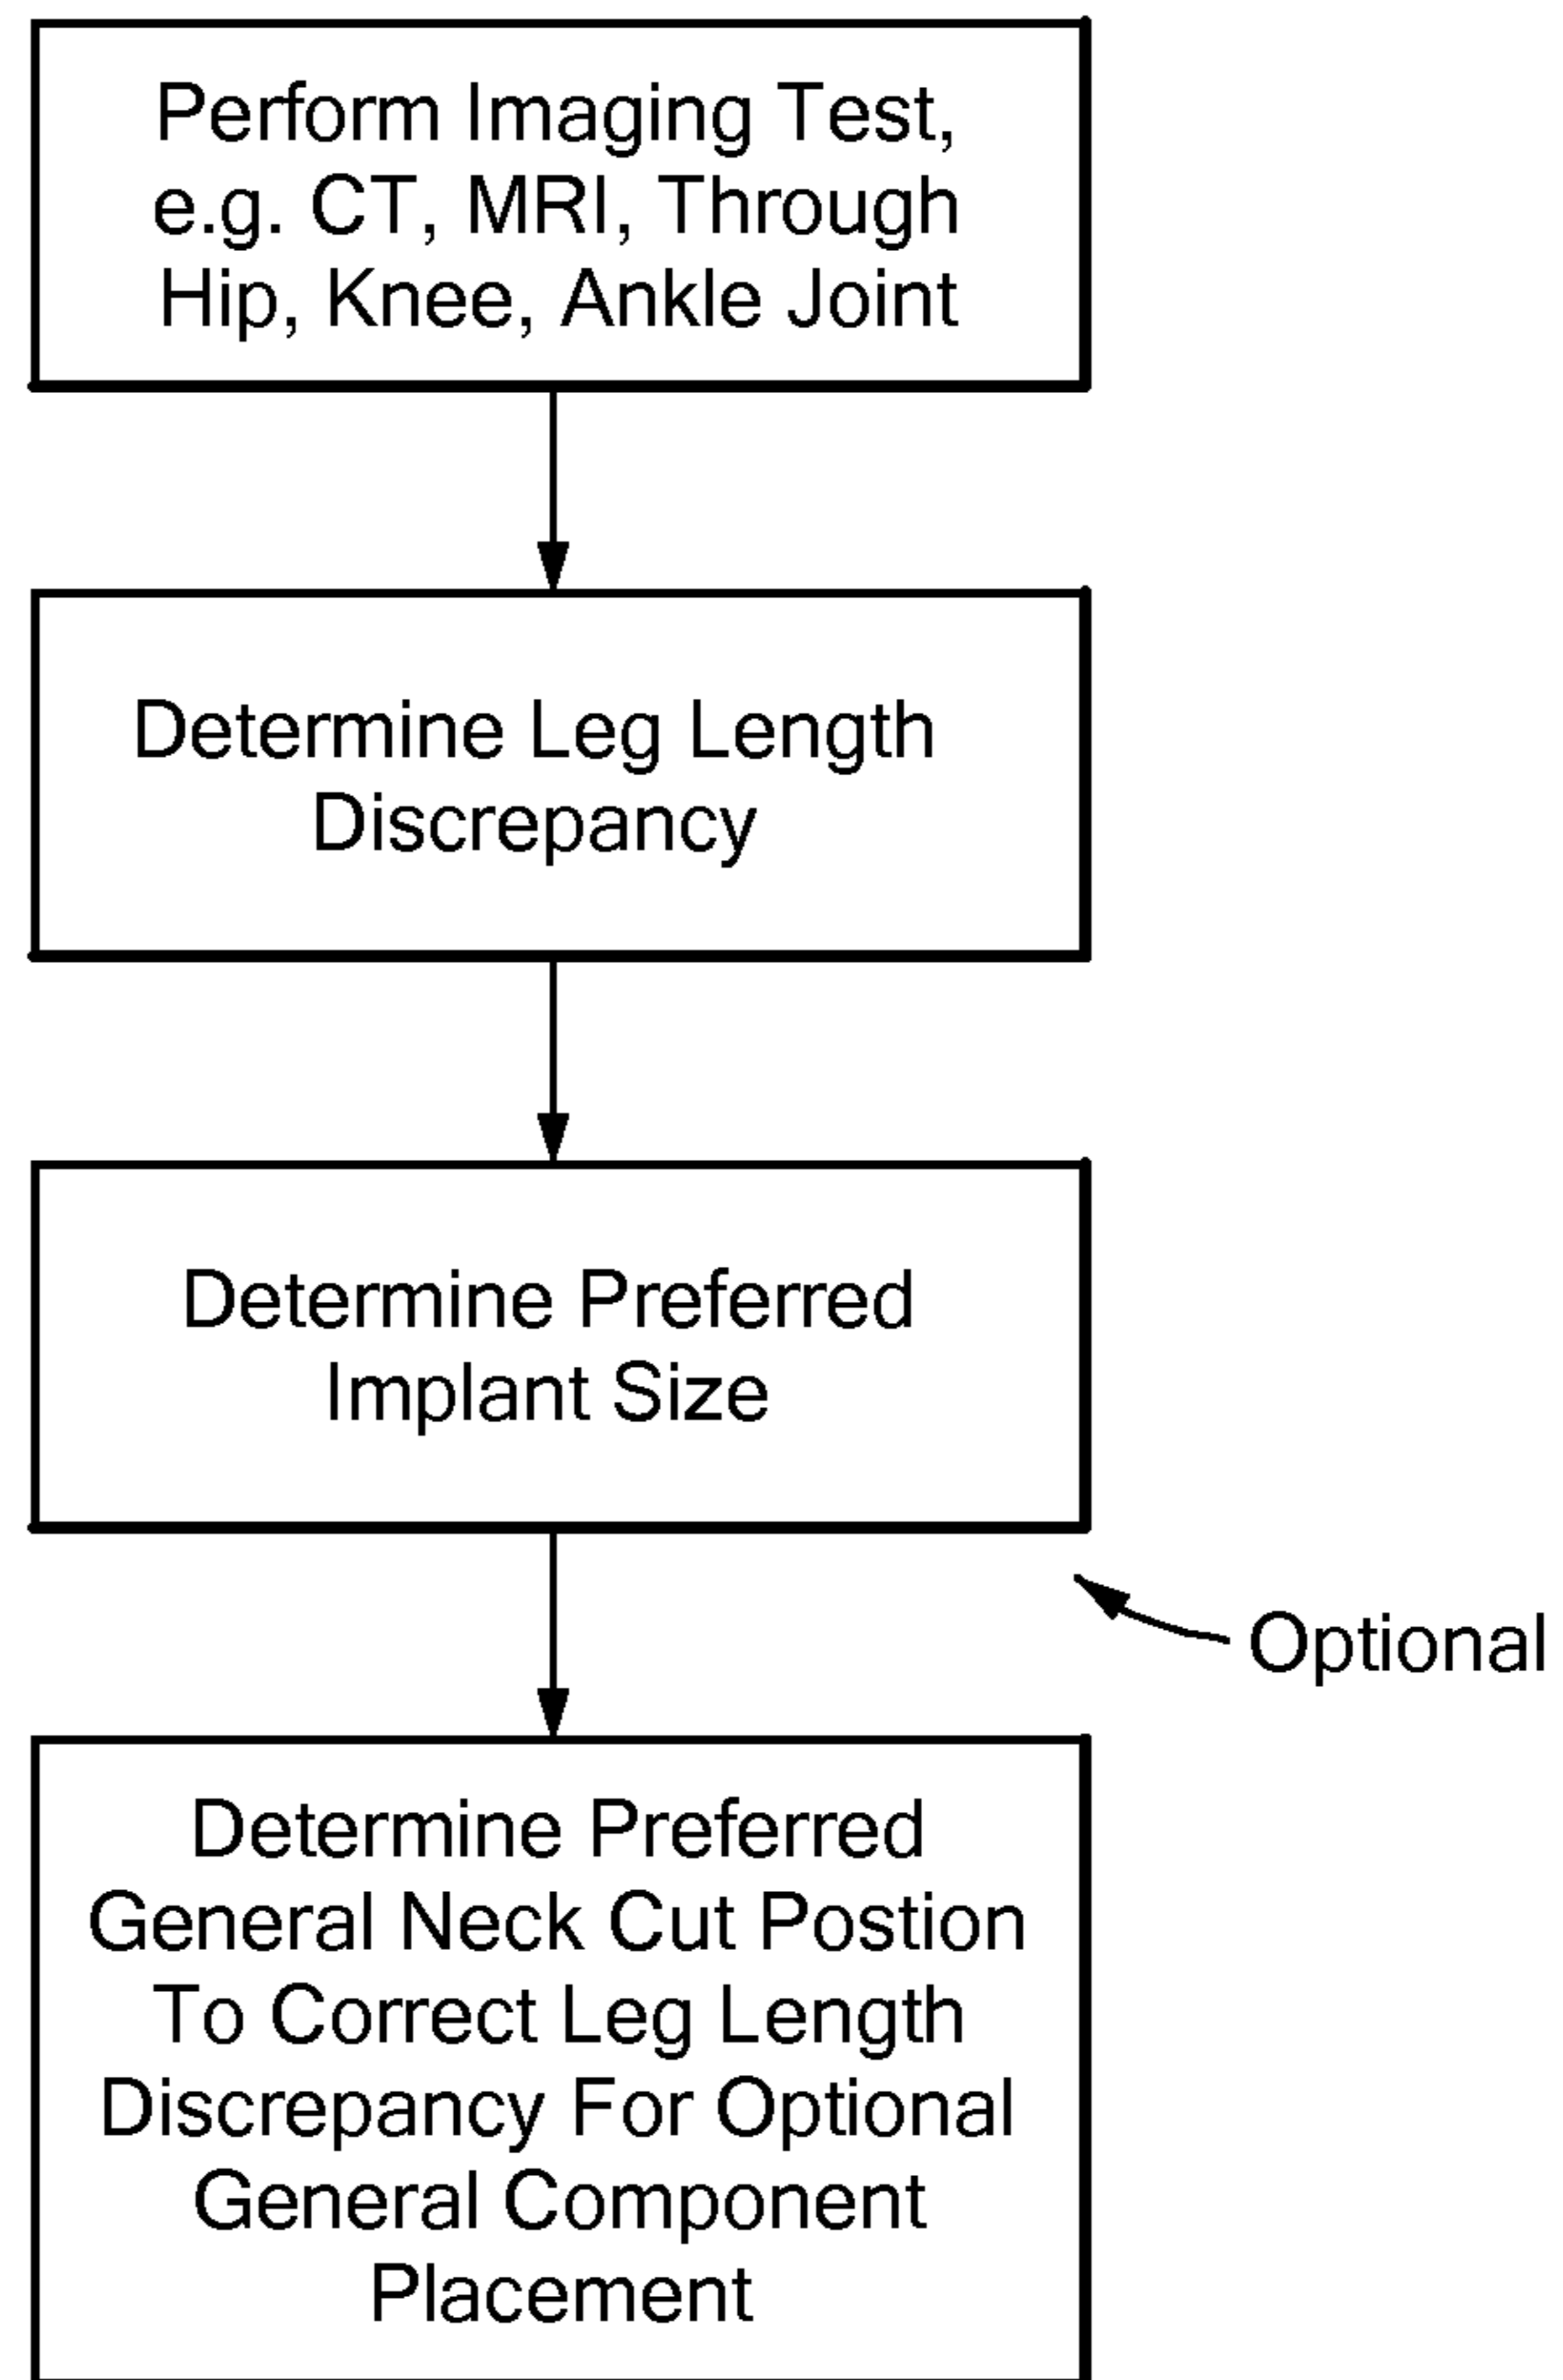 Perform Imaging Test,
e.g. CT, MRI, Through
Hip, Knee, Ankle Joint
Determine Leg Length
Discrepancy
Determine Preferred
Implant Size
Optional
Determine Preferred
General Neck Cut Postion
To Correct Leg Length
Discrepancy For Optional
General Component
Placement